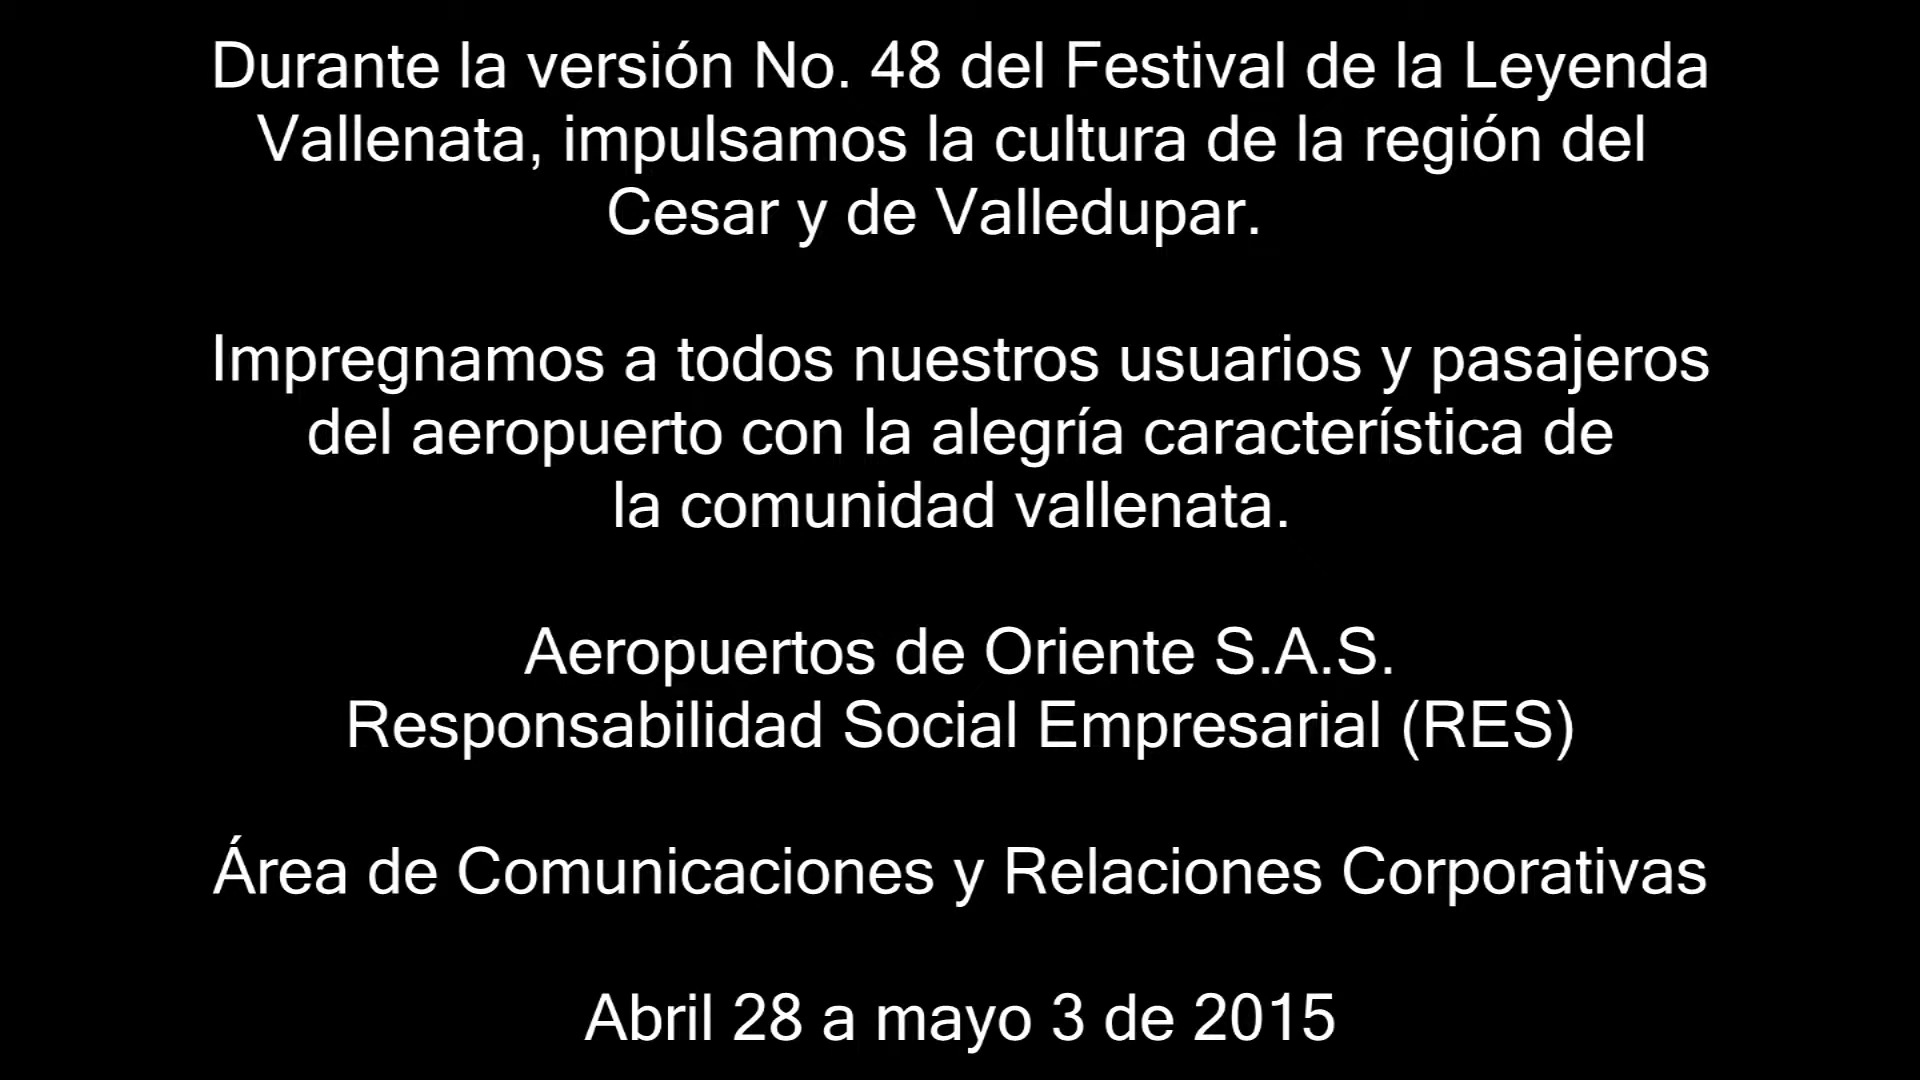 Durante la versión No. 48 del Festival de la Leyenda
Vallenata, impulsamos la cultura de la región del
Cesar y de Valledupar.
Impregnamos a todos nuestros usuarios y pasajeros
del aeropuerto con la alegría característica de
la comunidad vallenata.
Aeropuertos de Oriente S.A.S.
Responsabilidad Social Empresarial (RES)
Área de Comunicaciones y Relaciones Corporativas
Abril 28 a mayo 3 de 2015